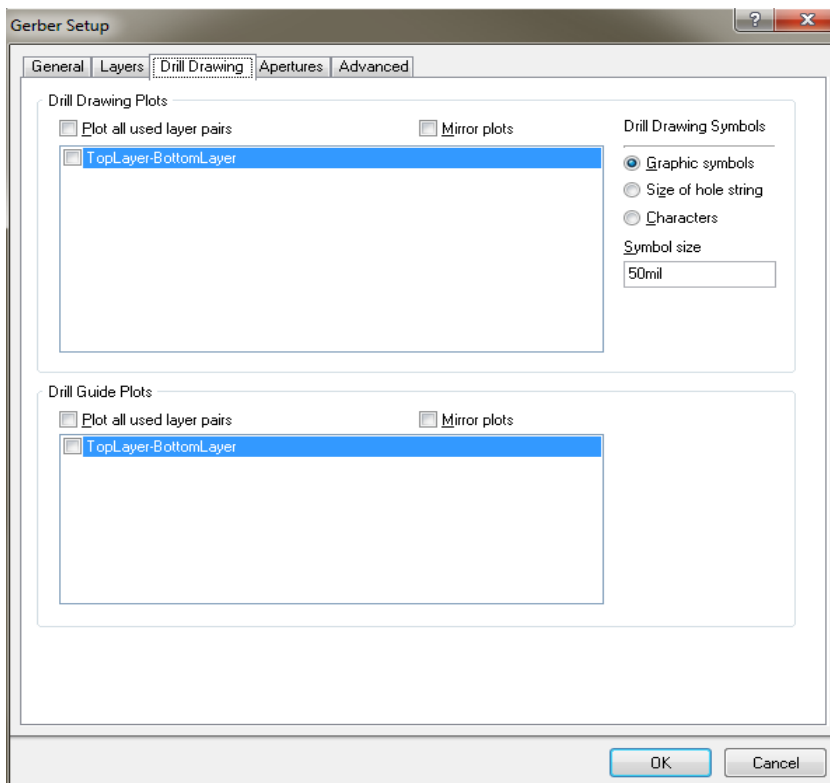 Gerber Setup
General Layers Drill Drawing Apertures Advanced
Drill Drawing Plots
Plot all used layer pairs Mirror plots Drill Drawing Symbols
TopLayer-BottomLayer
Graphic symbols
Size of hole string
Characters
Symbol size
50mil
Drill Guide Plots
Plot all used layer pairs Mirror plots
TopLayer-BottomLayer
OK Cancel